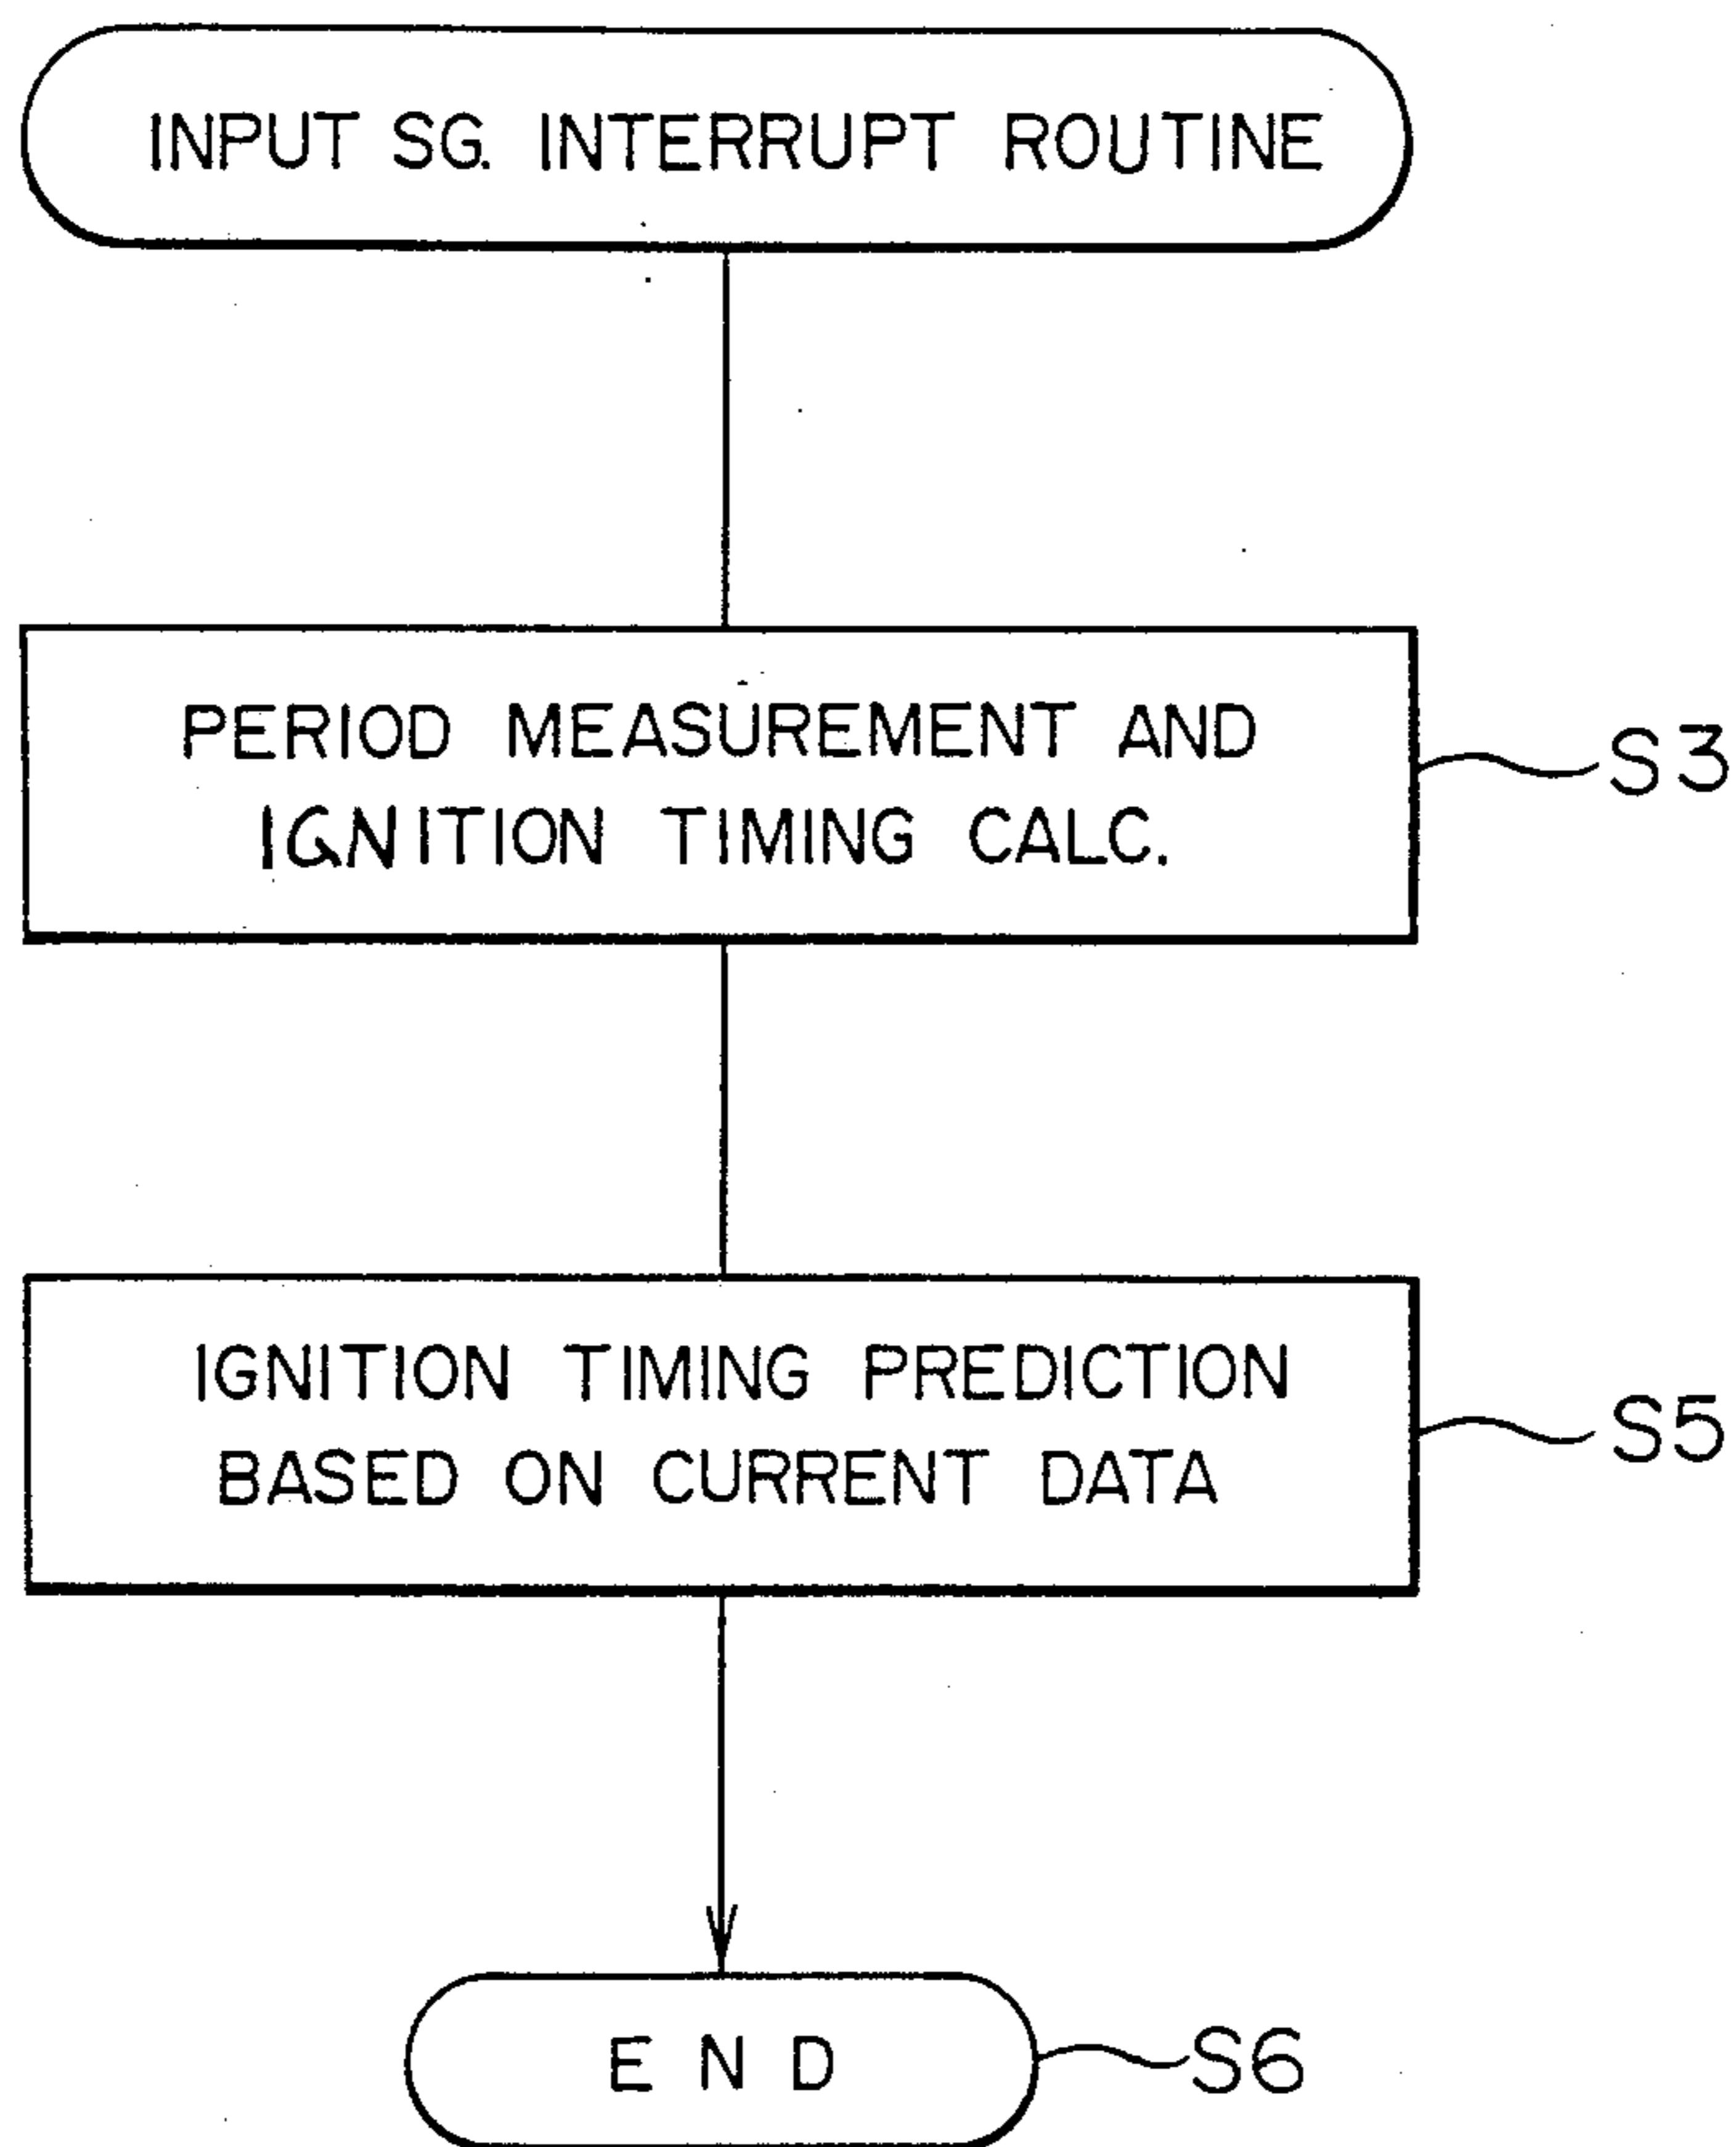 INPUT SG. INTERRUPT ROUTINE
PERIOD MEASUREMENT AND
IGNITION TIMING CALC.
S3
IGNITION TIMING PREDICTION
BASED ON CURRENT DATA
S5
END
S6